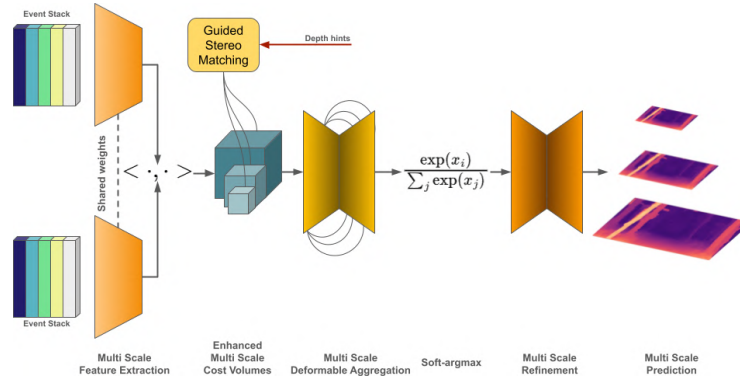 Event Stack
Guided
Stereo
Matching
Depth hints
Shared weights
< ·,· >
exp(x_i)
∑_j exp(x_j)
Event Stack
Multi Scale
Feature Extraction
Enhanced
Multi Scale
Cost Volumes
Multi Scale
Deformable Aggregation
Soft-argmax
Multi Scale
Refinement
Multi Scale
Prediction